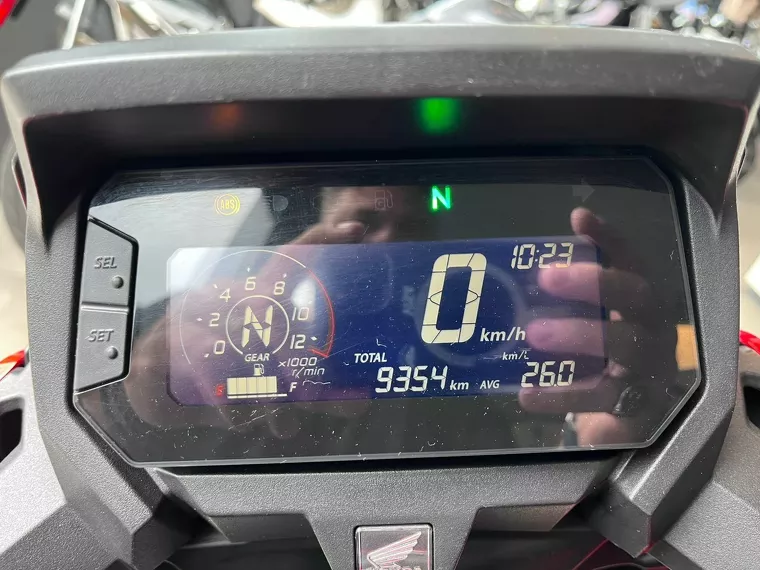 ABS
N
SEL
10:23
6
4 8
2 N 10
0 12
GEAR
x1000
r/min
0 km/h
SET
TOTAL
km/L
9354 km AVG 26.0
F